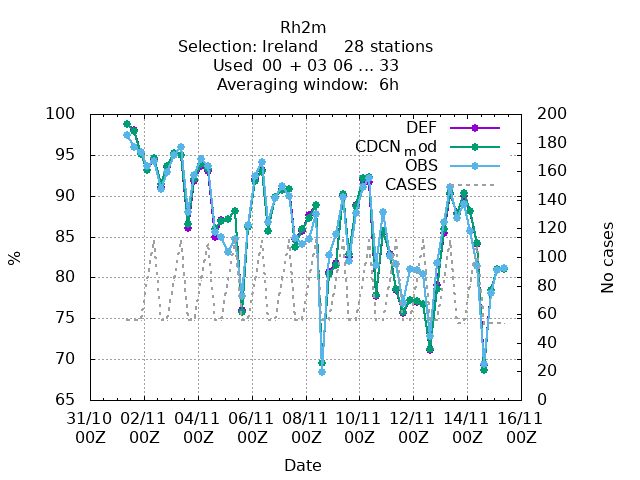 Rh2m
Selection: Ireland     28 stations
Used  00 + 03 06 ... 33
Averaging window:  6h
DEF
CDCN_mod
OBS
CASES
100
95
90
85
80
75
70
65
%
200
180
160
140
120
100
80
60
40
20
0
No cases
31/10 02/11 04/11 06/11 08/11 10/11 12/11 14/11 16/11
00Z 00Z 00Z 00Z 00Z 00Z 00Z 00Z 00Z
Date